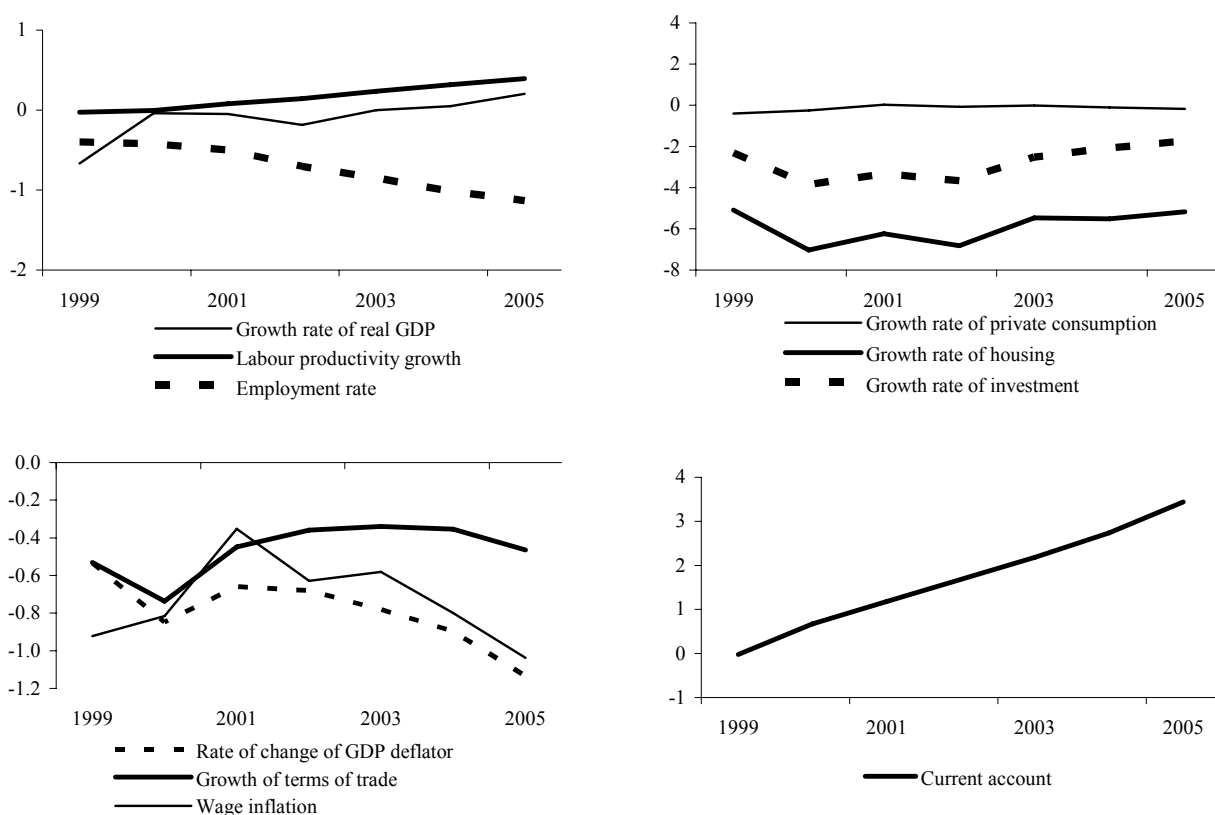 1
0
-1
-2
1999 2001 2003 2005
Growth rate of real GDP
Labour productivity growth
Employment rate
4
2
0
-2
-4
-6
-8
1999 2001 2003 2005
Growth rate of private consumption
Growth rate of housing
Growth rate of investment
0.0
-0.2
-0.4
-0.6
-0.8
-1.0
-1.2
1999 2001 2003 2005
Rate of change of GDP deflator
Growth of terms of trade
Wage inflation
4
3
2
1
0
-1
1999 2001 2003 2005
Current account